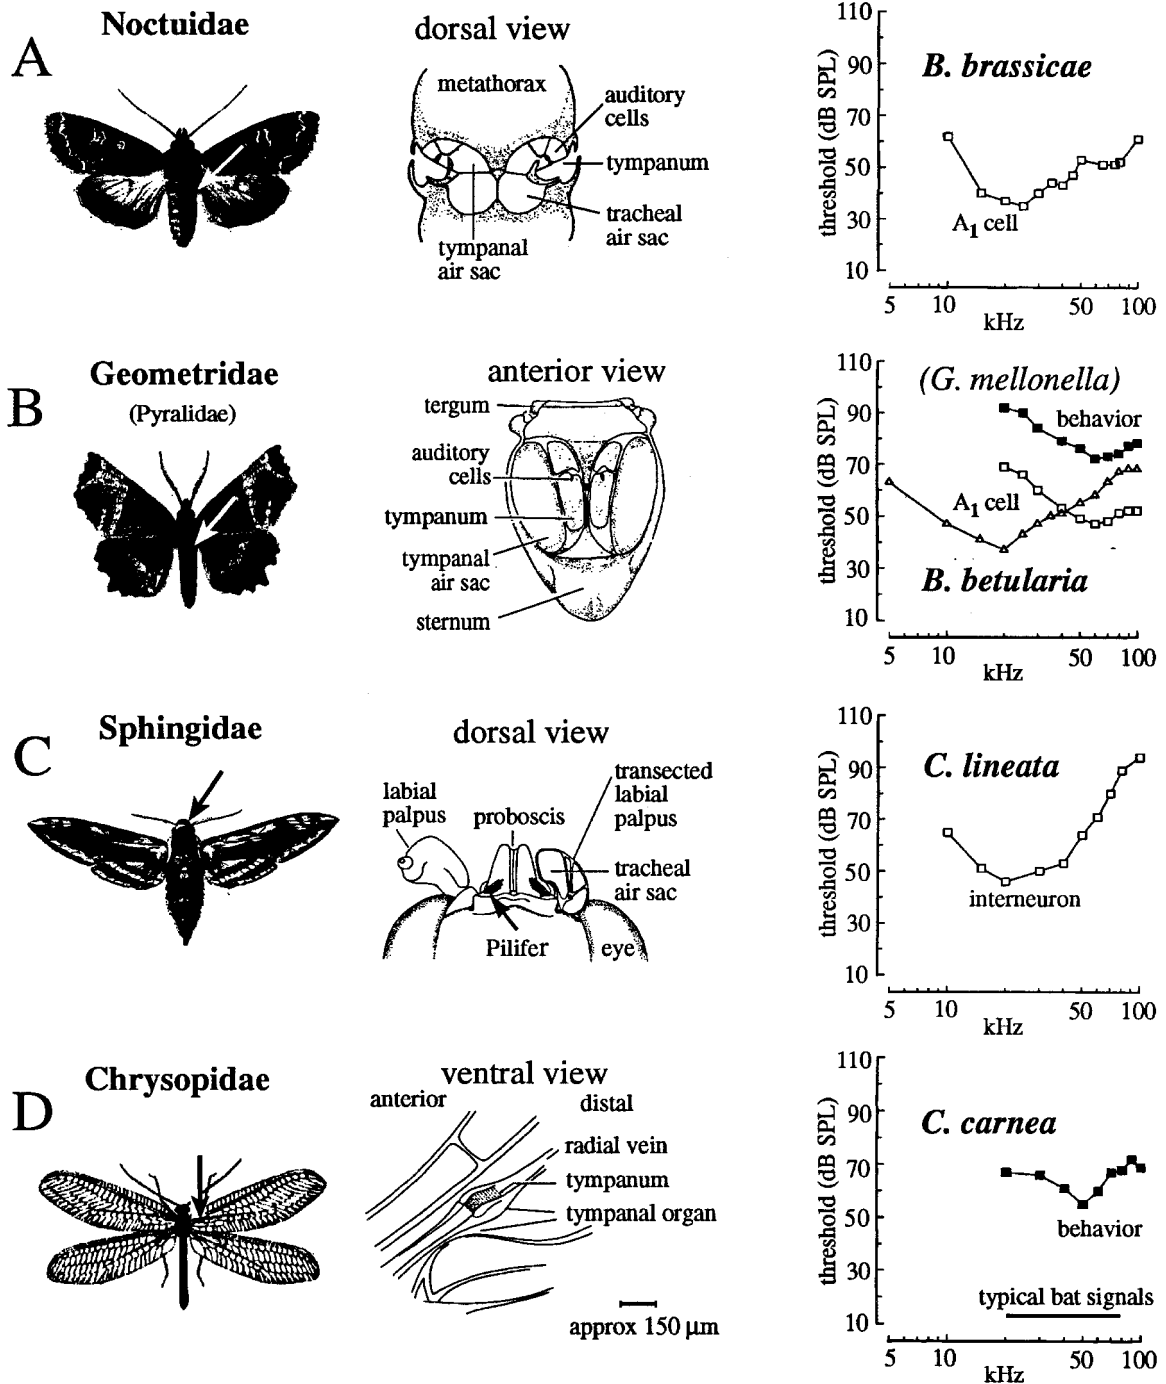 A
Noctuidae
dorsal view
metathorax
auditory
cells
tympanum
tracheal
air sac
tympanal
air sac
B. brassicae
threshold (dB SPL)
110
90
70
50
30
10
A1 cell
5
10
50
100
kHz
B
Geometridae
(Pyralidae)
anterior view
tergum
auditory
cells
tympanum
tympanal
air sac
sternum
(G. mellonella)
behavior
threshold (dB SPL)
110
90
70
50
30
10
A1 cell
B. betularia
5
10
50
100
kHz
C
Sphingidae
dorsal view
labial
palpus
proboscis
transected
labial
palpus
tracheal
air sac
Pilifer
eye
C. lineata
threshold (dB SPL)
110
90
70
50
30
10
interneuron
5
10
50
100
kHz
D
Chrysopidae
ventral view
anterior
distal
radial vein
tympanum
tympanal organ
approx 150 μm
C. carnea
threshold (dB SPL)
110
90
70
50
30
10
behavior
typical bat signals
5
10
50
100
kHz